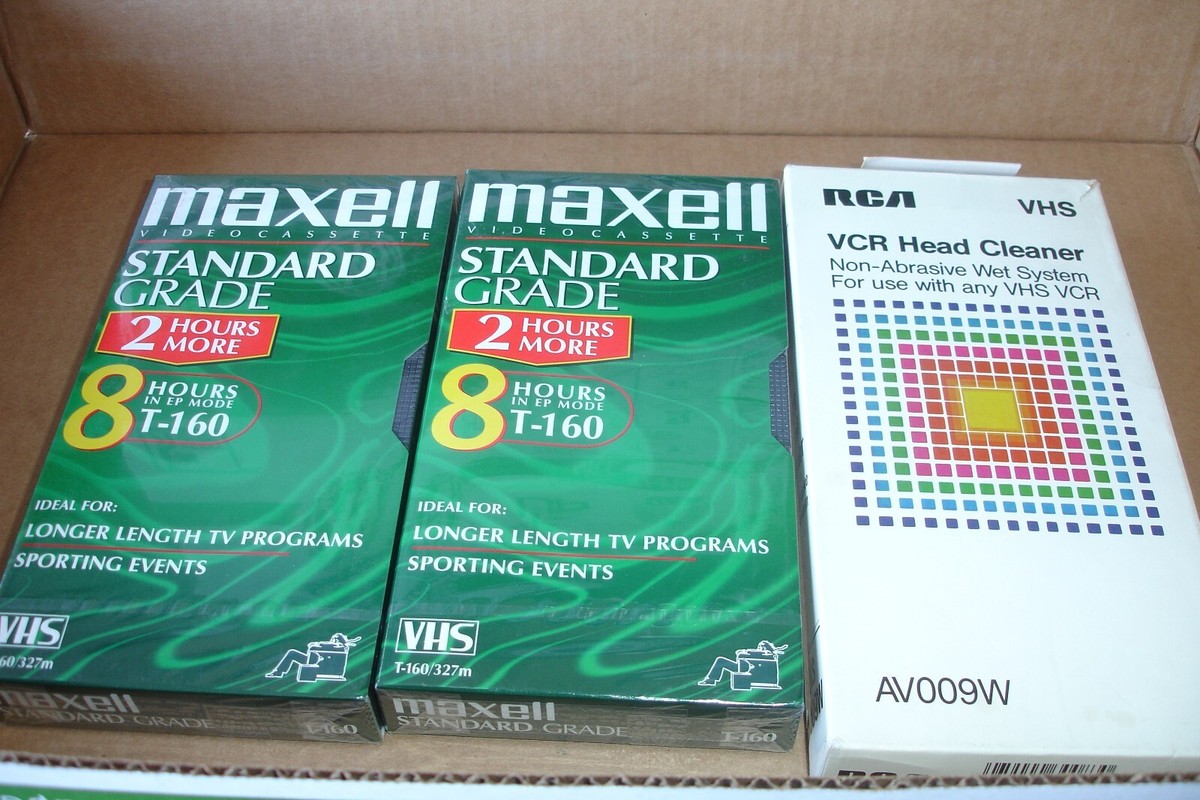 maxell
VIDEOCASSETTE
STANDARD
GRADE
2 HOURS
MORE
8 HOURS
IN EP MODE
T-160
IDEAL FOR:
LONGER LENGTH TV PROGRAMS
SPORTING EVENTS
VHS
60/327m
maxell
STANDARD GRADE
T-160
maxell
VIDEOCASSETTE
STANDARD
GRADE
2 HOURS
MORE
8 HOURS
IN EP MODE
T-160
IDEAL FOR:
LONGER LENGTH TV PROGRAMS
SPORTING EVENTS
VHS
T-160/327m
maxell
STANDARD GRADE
T-160
RCA
VHS
VCR Head Cleaner
Non-Abrasive Wet System
For use with any VHS VCR
AV009W
RCA